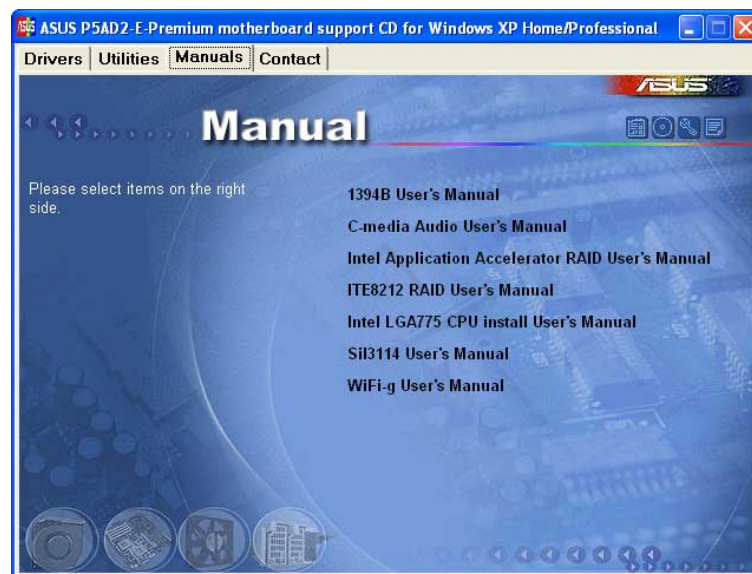 ASUS P5AD2-E-Premium motherboard support CD for Windows XP Home/Professional
Drivers Utilities Manuals Contact
ASUS
Manual
Please select items on the right
side.
1394B User's Manual
C-media Audio User's Manual
Intel Application Accelerator RAID User's Manual
ITE8212 RAID User's Manual
Intel LGA775 CPU install User's Manual
Sil3114 User's Manual
WiFi-g User's Manual